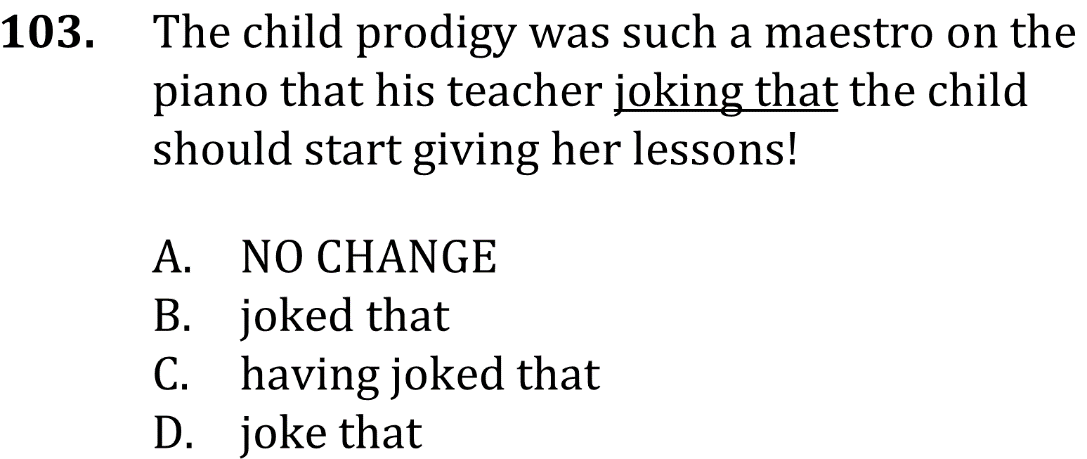 103. The child prodigy was such a maestro on the
piano that his teacher joking that the child
should start giving her lessons!
A. NO CHANGE
B. joked that
C. having joked that
D. joke that